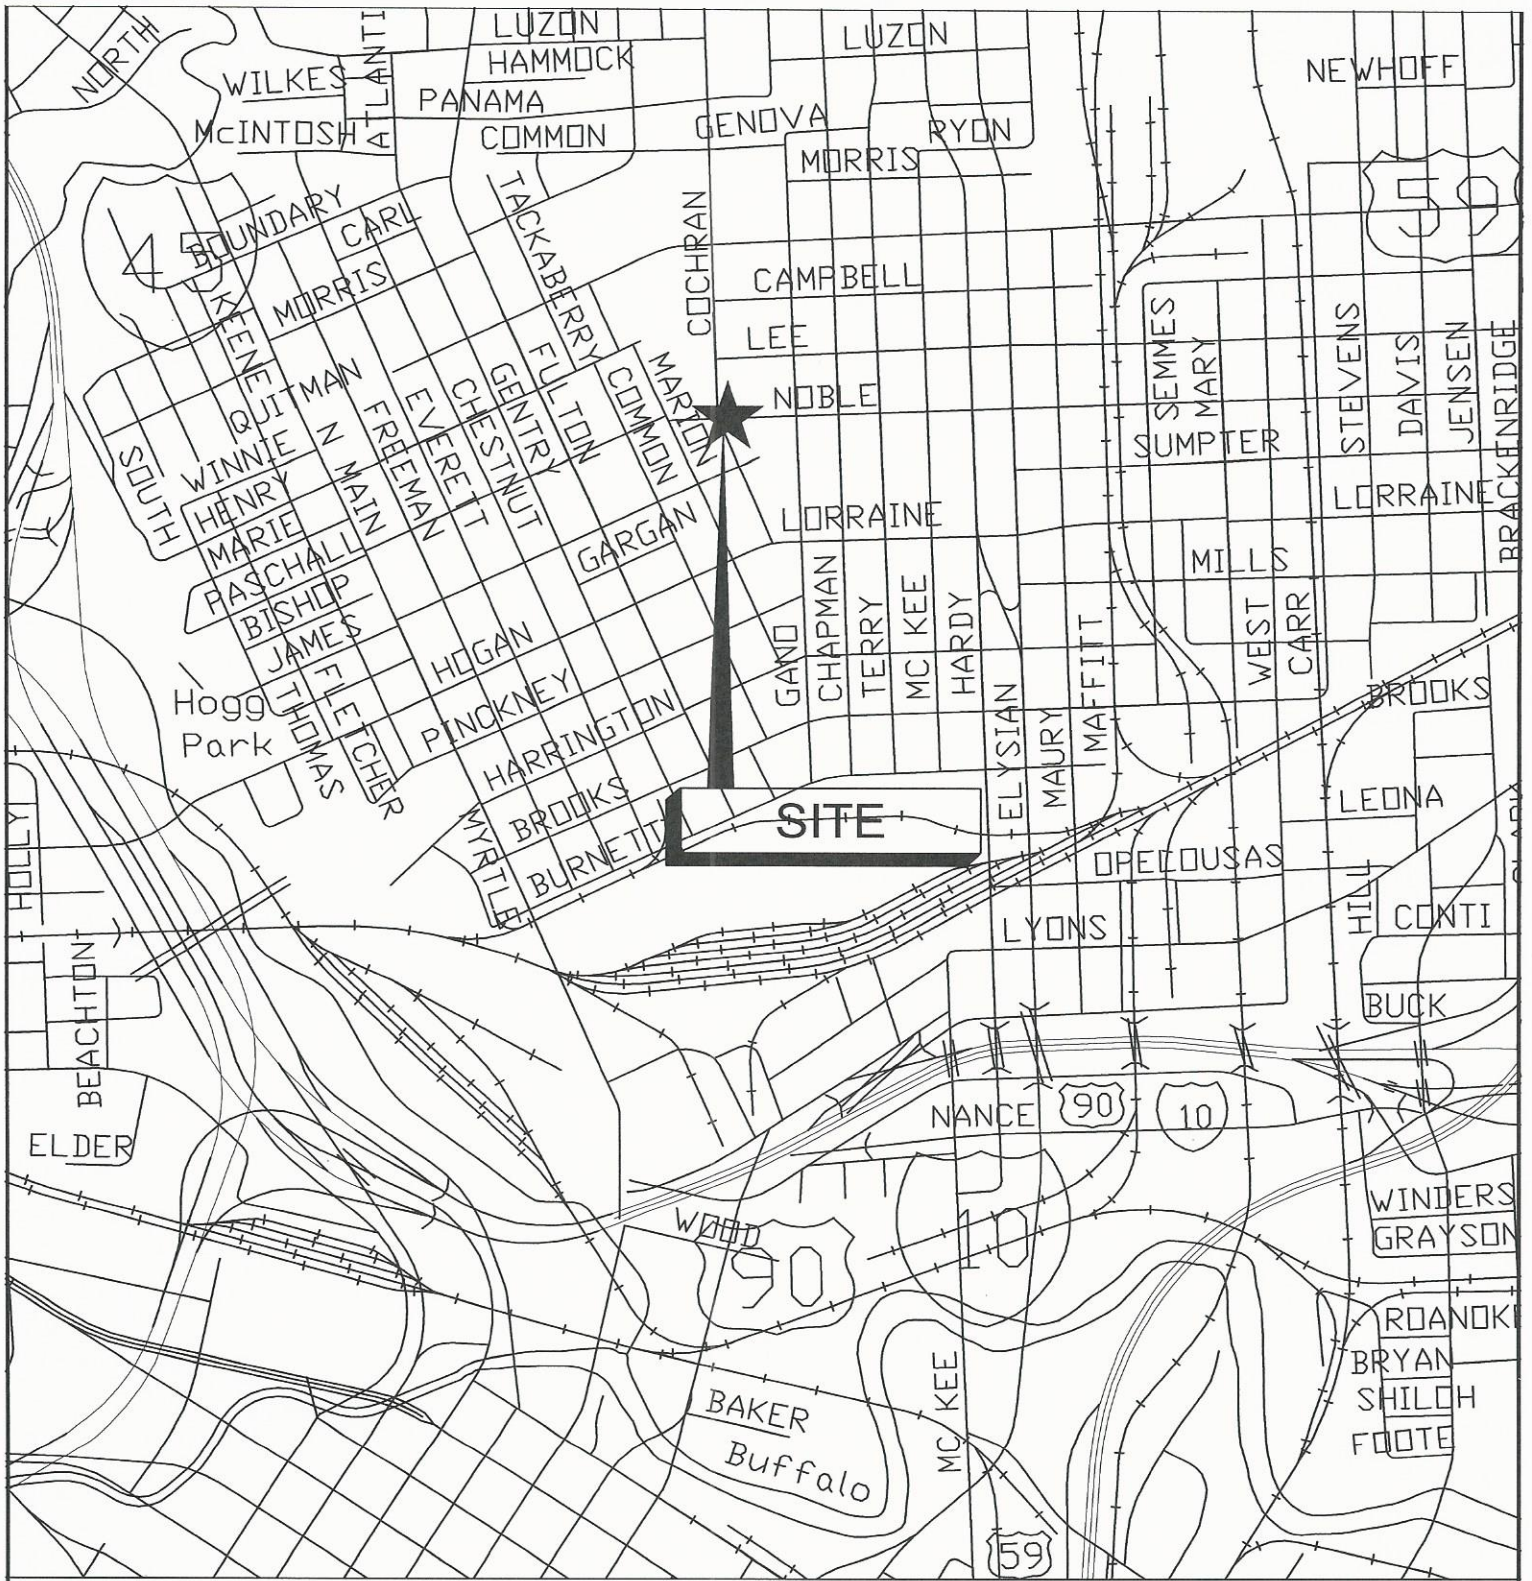 NORTH
WILKES
ATLANTI
LUZON
HAMMOCK
PANAMA
COMMON
McINTOSH
LUZON
GENOVA
RYON
MORRIS
NEWHOFF
59
45
BOUNDARY
CARL
MORRIS
TACKABERRY
COCHRAN
CAMPBELL
LEE
NOBLE
KEENE
QUITMAN
WINNIE
HENRY
MARIE
PASCHALL
BISHOP
JAMES
SOUTH
N MAIN
FREEMAN
EVERETT
CHESTNUT
GENTRY
FULTON
COMMON
MARION
SEMMES
MARY
SUMPTER
STEVENS
DAVIS
JENSEN
BRACKENRIDGE
LORRAINE
LORRAINE
MILLS
GARGAN
HOGAN
PINCKNEY
HARRINGTON
BROOKS
BURNETT
MYRTLE
FLETCHER
THOMAS
Hogg
Park
GANO
CHAPMAN
TERRY
MC KEE
HARDY
ELYSIAN
MAURY
MAFFITT
WEST
CARR
BROOKS
SITE
LEONA
OPELOUSAS
HOLLY
LYONS
HILL
CONTI
BUCK
BEACHTON
ELDER
NANCE
90
10
WOOD
90
10
WINDERS
GRAYSON
ROANOKE
BRYAN
SHILOH
FOOTE
MC KEE
BAKER
Buffalo
59